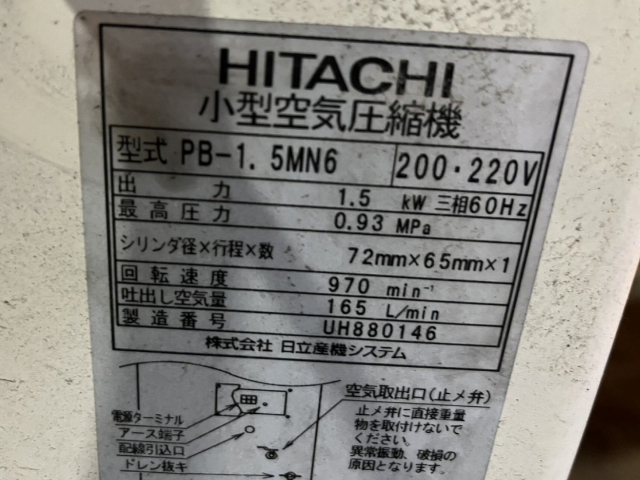 HITACHI
小型空気圧縮機
型式 PB-1.5MN6 200・220V
出力 1.5 kW 三相60Hz
最高圧力 0.93 MPa
シリンダ径×行程×数 72mm×65mm×1
回転速度 970 min⁻¹
吐出し空気量 165 L/min
製造番号 UH880146
株式会社 日立産機システム
空気取出口(止メ弁)
止メ弁に直接重量
物を取付けないで
ください。
異常振動、破損の
原因となります。
電源ターミナル
アース端子
配線引込口
ドレン抜キ